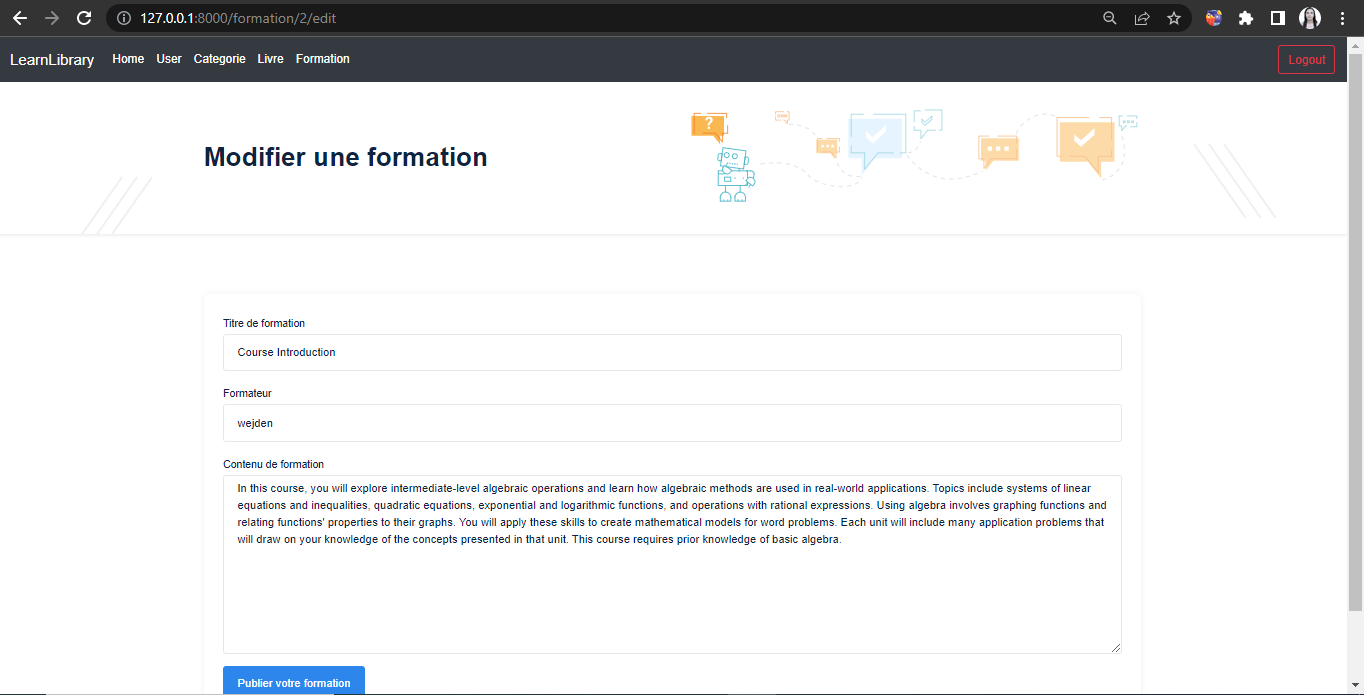 127.0.0.1:8000/formation/2/edit
LearnLibrary Home User Categorie Livre Formation Logout
?
Modifier une formation
Titre de formation
Course Introduction
Formateur
wejden
Contenu de formation
In this course, you will explore intermediate-level algebraic operations and learn how algebraic methods are used in real-world applications. Topics include systems of linear
equations and inequalities, quadratic equations, exponential and logarithmic functions, and operations with rational expressions. Using algebra involves graphing functions and
relating functions' properties to their graphs. You will apply these skills to create mathematical models for word problems. Each unit will include many application problems that
will draw on your knowledge of the concepts presented in that unit. This course requires prior knowledge of basic algebra.
Publier votre formation